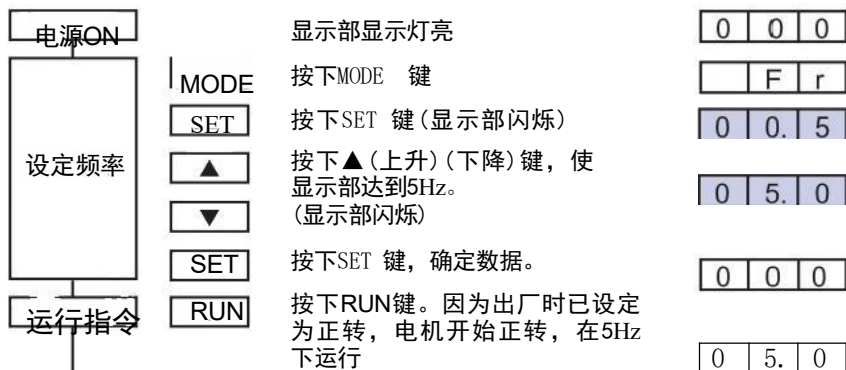 电源ON 显示部显示灯亮 0 0 0
MODE 按下MODE 键 F r
SET 按下SET 键(显示部闪烁) 0 0. 5
设定频率 ▲ 按下▲(上升)(下降)键，使
显示部达到5Hz。 0 5. 0
▼ (显示部闪烁)
SET 按下SET 键，确定数据。 0 0 0
运行指令 RUN 按下RUN键。因为出厂时已设定
为正转，电机开始正转，在5Hz
下运行 0 5. 0